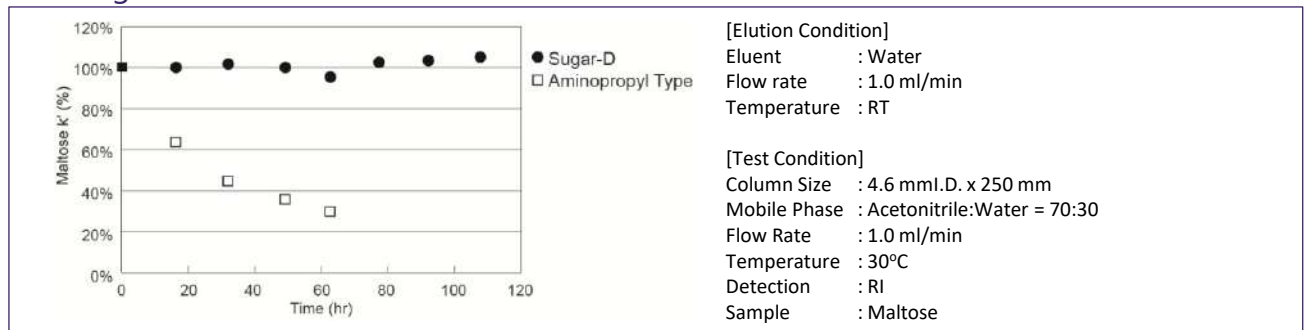 120%
100%
80%
60%
40%
20%
0%
Maltose k' (%)
0 20 40 60 80 100 120
Time (hr)
● Sugar-D
□ Aminopropyl Type
[Elution Condition]
Eluent : Water
Flow rate : 1.0 ml/min
Temperature : RT
[Test Condition]
Column Size : 4.6 mmI.D. x 250 mm
Mobile Phase : Acetonitrile:Water = 70:30
Flow Rate : 1.0 ml/min
Temperature : 30°C
Detection : RI
Sample : Maltose